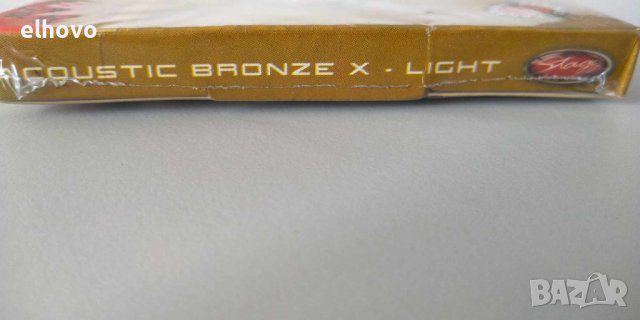 elhovo
COUSTIC BRONZE X - LIGHT
Stagg
BAZAR